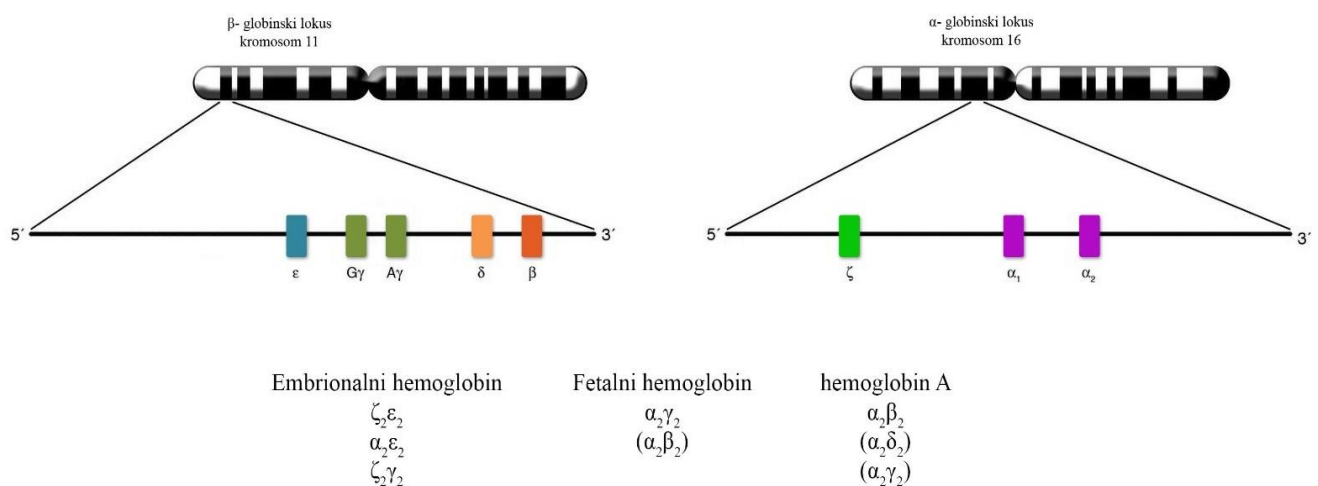 β- globinski lokus
kromosom 11
α- globinski lokus
kromosom 16
5´ 3´
ε Gγ Aγ δ β
5´ 3´
ζ α₁ α₂
Embrionalni hemoglobin Fetalni hemoglobin hemoglobin A
ζ₂ε₂ α₂γ₂ α₂β₂
α₂ε₂ (α₂β₂) (α₂δ₂)
ζ₂γ₂ (α₂γ₂)